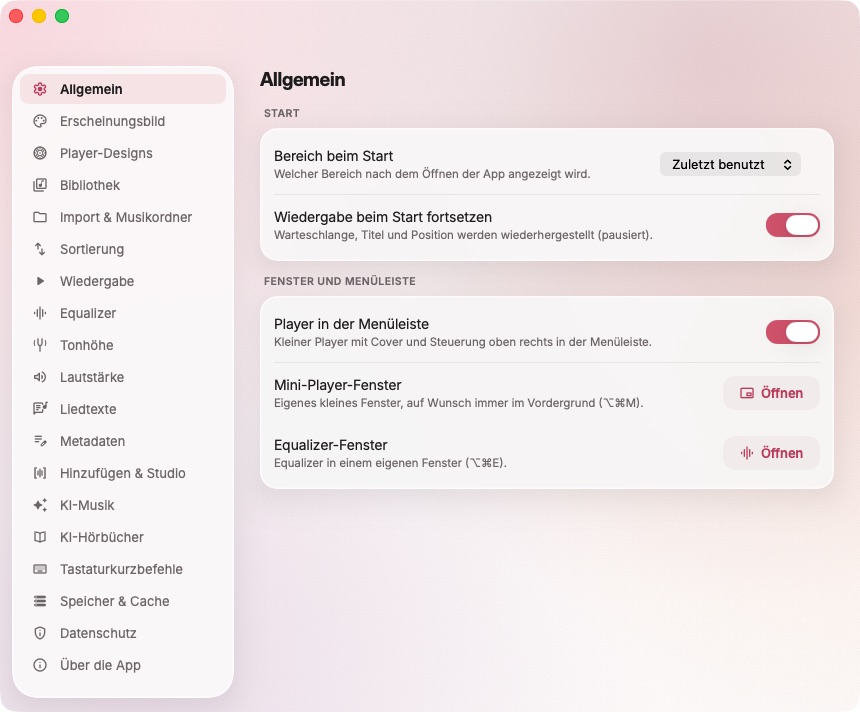 Allgemein
Erscheinungsbild
Player-Designs
Bibliothek
Import & Musikordner
Sortierung
Wiedergabe
Equalizer
Tonhöhe
Lautstärke
Liedtexte
Metadaten
Hinzufügen & Studio
KI-Musik
KI-Hörbücher
Tastaturkurzbefehle
Speicher & Cache
Datenschutz
Über die App
Allgemein
START
Bereich beim Start
Welcher Bereich nach dem Öffnen der App angezeigt wird.
Zuletzt benutzt
Wiedergabe beim Start fortsetzen
Warteschlange, Titel und Position werden wiederhergestellt (pausiert).
FENSTER UND MENÜLEISTE
Player in der Menüleiste
Kleiner Player mit Cover und Steuerung oben rechts in der Menüleiste.
Mini-Player-Fenster
Eigenes kleines Fenster, auf Wunsch immer im Vordergrund (⌥⌘M).
Öffnen
Equalizer-Fenster
Equalizer in einem eigenen Fenster (⌥⌘E).
Öffnen